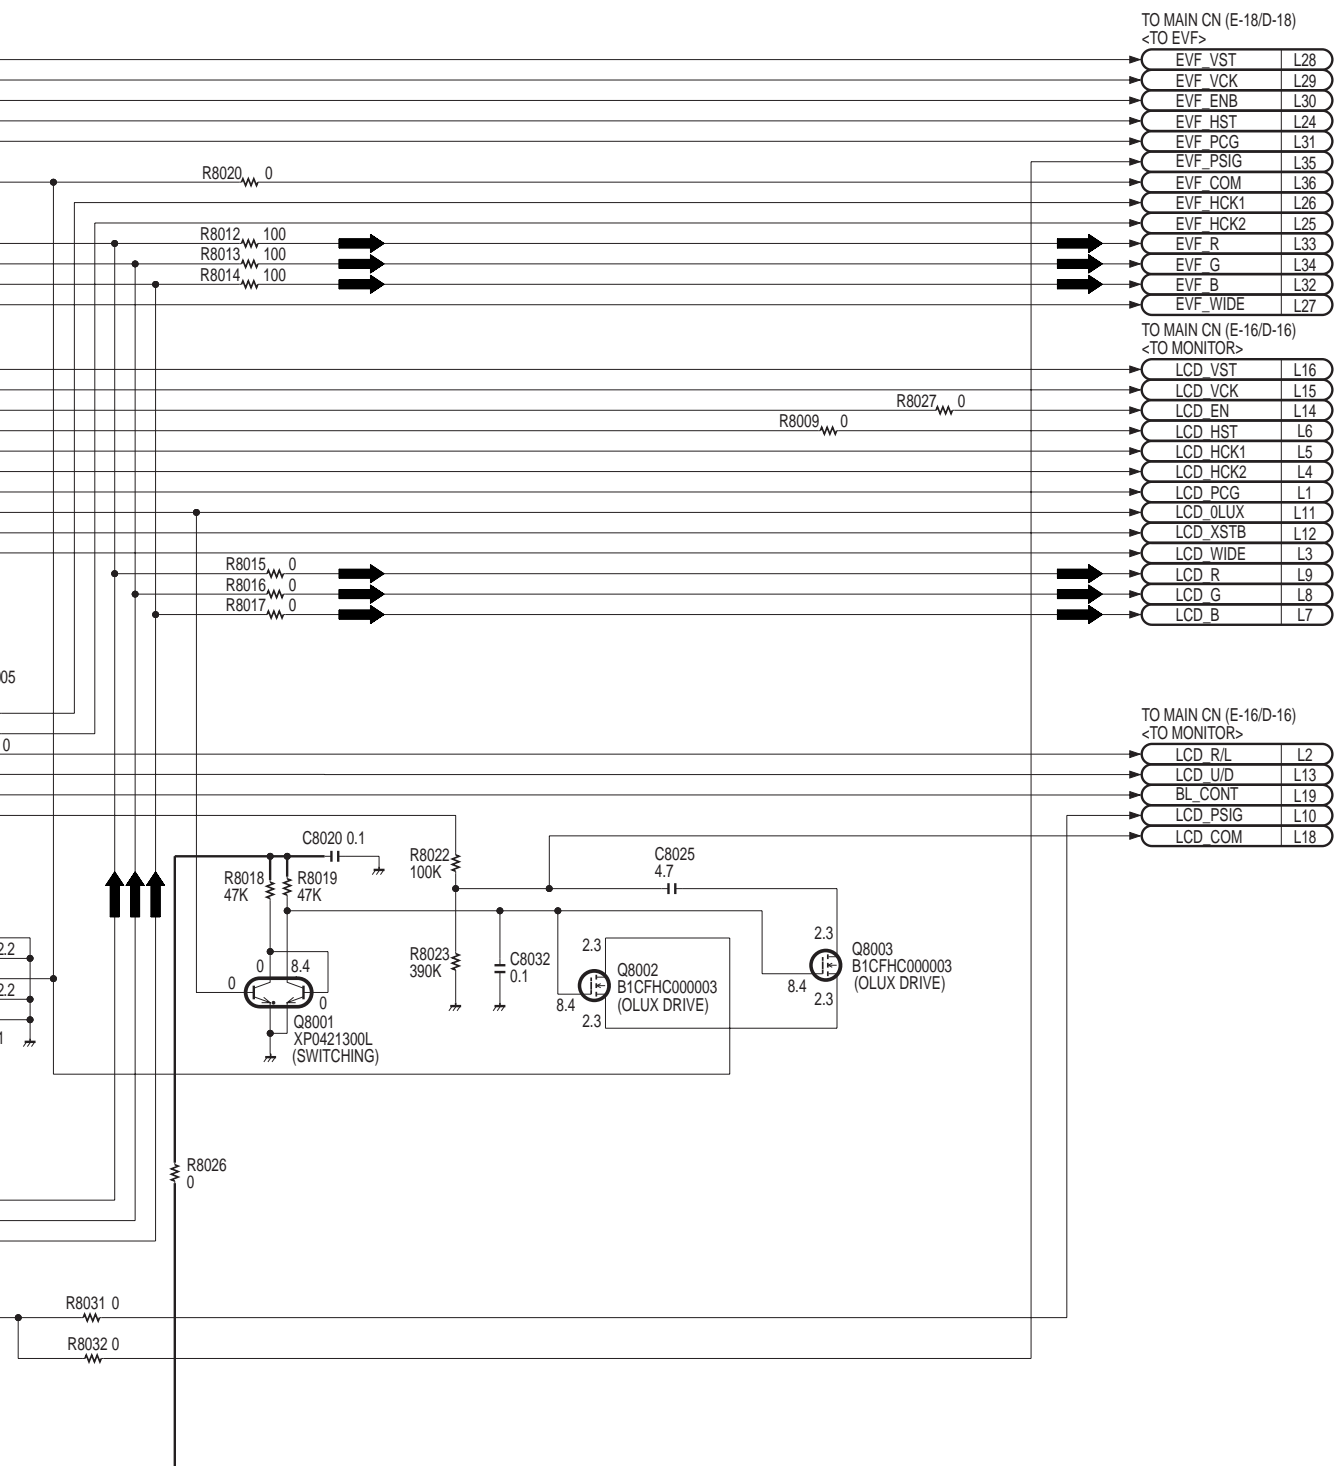 TO MAIN CN (E-18/D-18)
<TO EVF>
EVF_VST L28
EVF_VCK L29
EVF_ENB L30
EVF_HST L24
EVF_PCG L31
EVF_PSIG L35
R8020 0
EVF_COM L36
EVF_HCK1 L26
EVF_HCK2 L25
R8012 100
EVF_R L33
R8013 100
EVF_G L34
R8014 100
EVF_B L32
EVF_WIDE L27
TO MAIN CN (E-16/D-16)
<TO MONITOR>
LCD_VST L16
LCD_VCK L15
R8027 0
LCD_EN L14
R8009 0
LCD_HST L6
LCD_HCK1 L5
LCD_HCK2 L4
LCD_PCG L1
LCD_0LUX L11
LCD_XSTB L12
LCD_WIDE L3
R8015 0
LCD_R L9
R8016 0
LCD_G L8
R8017 0
LCD_B L7
05
TO MAIN CN (E-16/D-16)
<TO MONITOR>
0
LCD_R/L L2
LCD_U/D L13
BL_CONT L19
LCD_PSIG L10
LCD_COM L18
C8020 0.1
R8022
100K
C8025
4.7
R8018
47K
R8019
47K
2.2
2.2
1
0 8.4
0
0
Q8001
XP0421300L
(SWITCHING)
R8023
390K
C8032
0.1
2.3
8.4
2.3
Q8002
B1CFHC000003
(OLUX DRIVE)
2.3
8.4
2.3
Q8003
B1CFHC000003
(OLUX DRIVE)
R8026
0
R8031 0
R8032 0